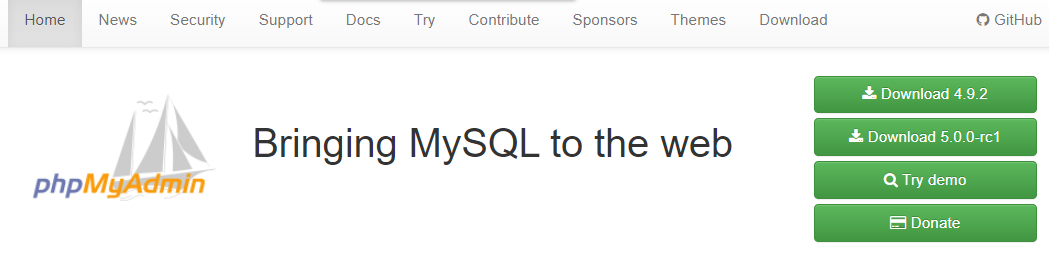 Home News Security Support Docs Try Contribute Sponsors Themes Download GitHub
phpMyAdmin
Bringing MySQL to the web
Download 4.9.2
Download 5.0.0-rc1
Try demo
Donate